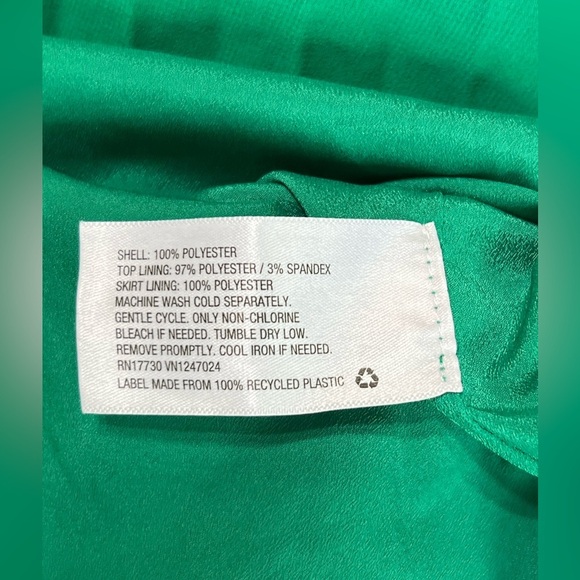 SHELL: 100% POLYESTER
TOP LINING: 97% POLYESTER / 3% SPANDEX
SKIRT LINING: 100% POLYESTER
MACHINE WASH COLD SEPARATELY.
GENTLE CYCLE. ONLY NON-CHLORINE
BLEACH IF NEEDED. TUMBLE DRY LOW.
REMOVE PROMPTLY. COOL IRON IF NEEDED.
RN17730 VN1247024
LABEL MADE FROM 100% RECYCLED PLASTIC